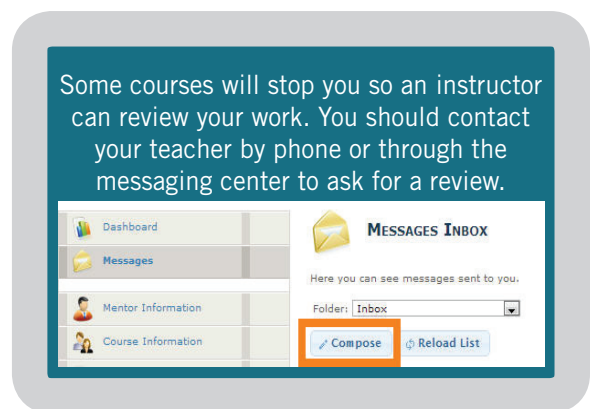 Some courses will stop you so an instructor
can review your work. You should contact
your teacher by phone or through the
messaging center to ask for a review.
Dashboard
Messages
Mentor Information
Course Information
MESSAGES INBOX
Here you can see messages sent to you.
Folder: Inbox
Compose Reload List